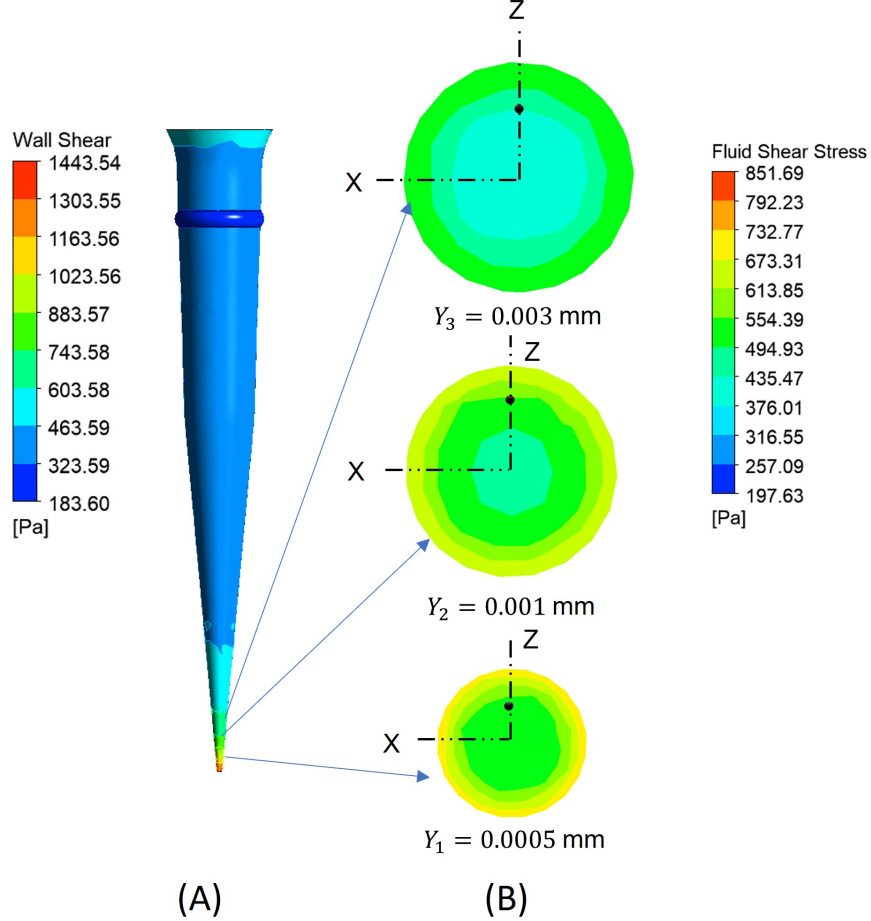 Wall Shear
1443.54
1303.55
1163.56
1023.56
883.57
743.58
603.58
463.59
323.59
183.60
[Pa]
Z
X
Y₃ = 0.003 mm
Z
X
Y₂ = 0.001 mm
Z
X
Y₁ = 0.0005 mm
Fluid Shear Stress
851.69
792.23
732.77
673.31
613.85
554.39
494.93
435.47
376.01
316.55
257.09
197.63
[Pa]
(A)
(B)